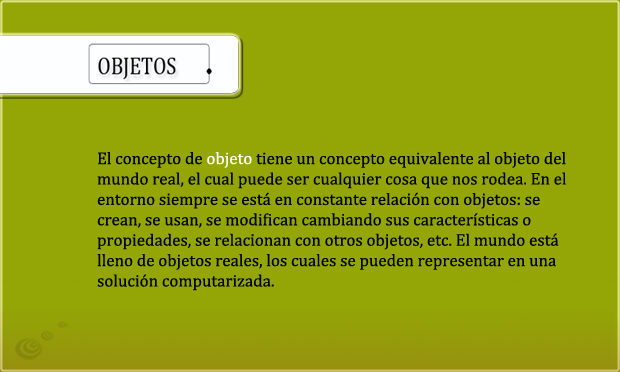 OBJETOS
El concepto de objeto tiene un concepto equivalente al objeto del
mundo real, el cual puede ser cualquier cosa que nos rodea. En el
entorno siempre se está en constante relación con objetos: se
crean, se usan, se modifican cambiando sus características o
propiedades, se relacionan con otros objetos, etc. El mundo está
lleno de objetos reales, los cuales se pueden representar en una
solución computarizada.